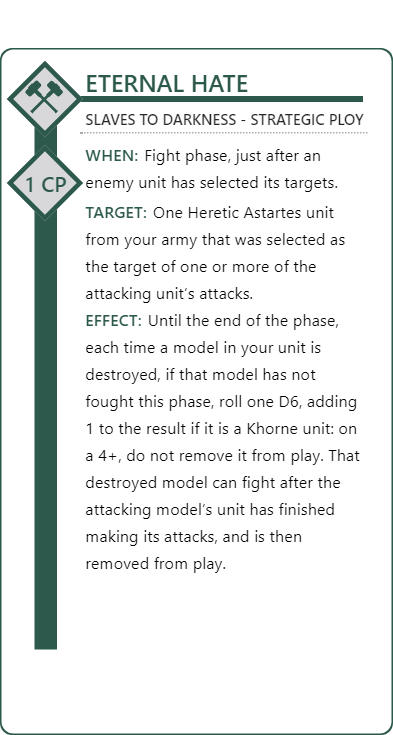 ETERNAL HATE
SLAVES TO DARKNESS - STRATEGIC PLOY
1 CP
WHEN: Fight phase, just after an
enemy unit has selected its targets.
TARGET: One Heretic Astartes unit
from your army that was selected as
the target of one or more of the
attacking unit's attacks.
EFFECT: Until the end of the phase,
each time a model in your unit is
destroyed, if that model has not
fought this phase, roll one D6, adding
1 to the result if it is a Khorne unit: on
a 4+, do not remove it from play. That
destroyed model can fight after the
attacking model's unit has finished
making its attacks, and is then
removed from play.